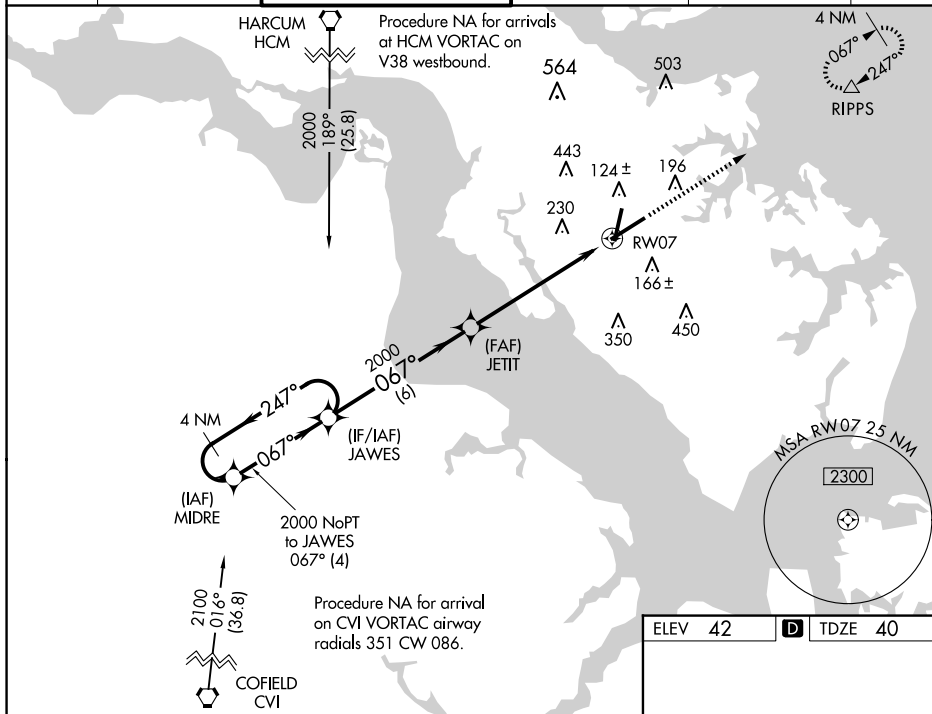 HARCUM
HCM
Procedure NA for arrivals
at HCM VORTAC on
V38 westbound.
4 NM
067°
247°
RIPPS
564
503
2000
189°
(25.8)
443
124 ±
196
230
RW07
166 ±
350
450
(FAF)
JETIT
2000
067°
(6)
247°
4 NM
067°
(IF/IAF)
JAWES
(IAF)
MIDRE
2000 NoPT
to JAWES
067° (4)
MSA RW07 25 NM
2300
2100
016°
(36.8)
Procedure NA for arrival
on CVI VORTAC airway
radials 351 CW 086.
COFIELD
CVI
ELEV 42 D TDZE 40